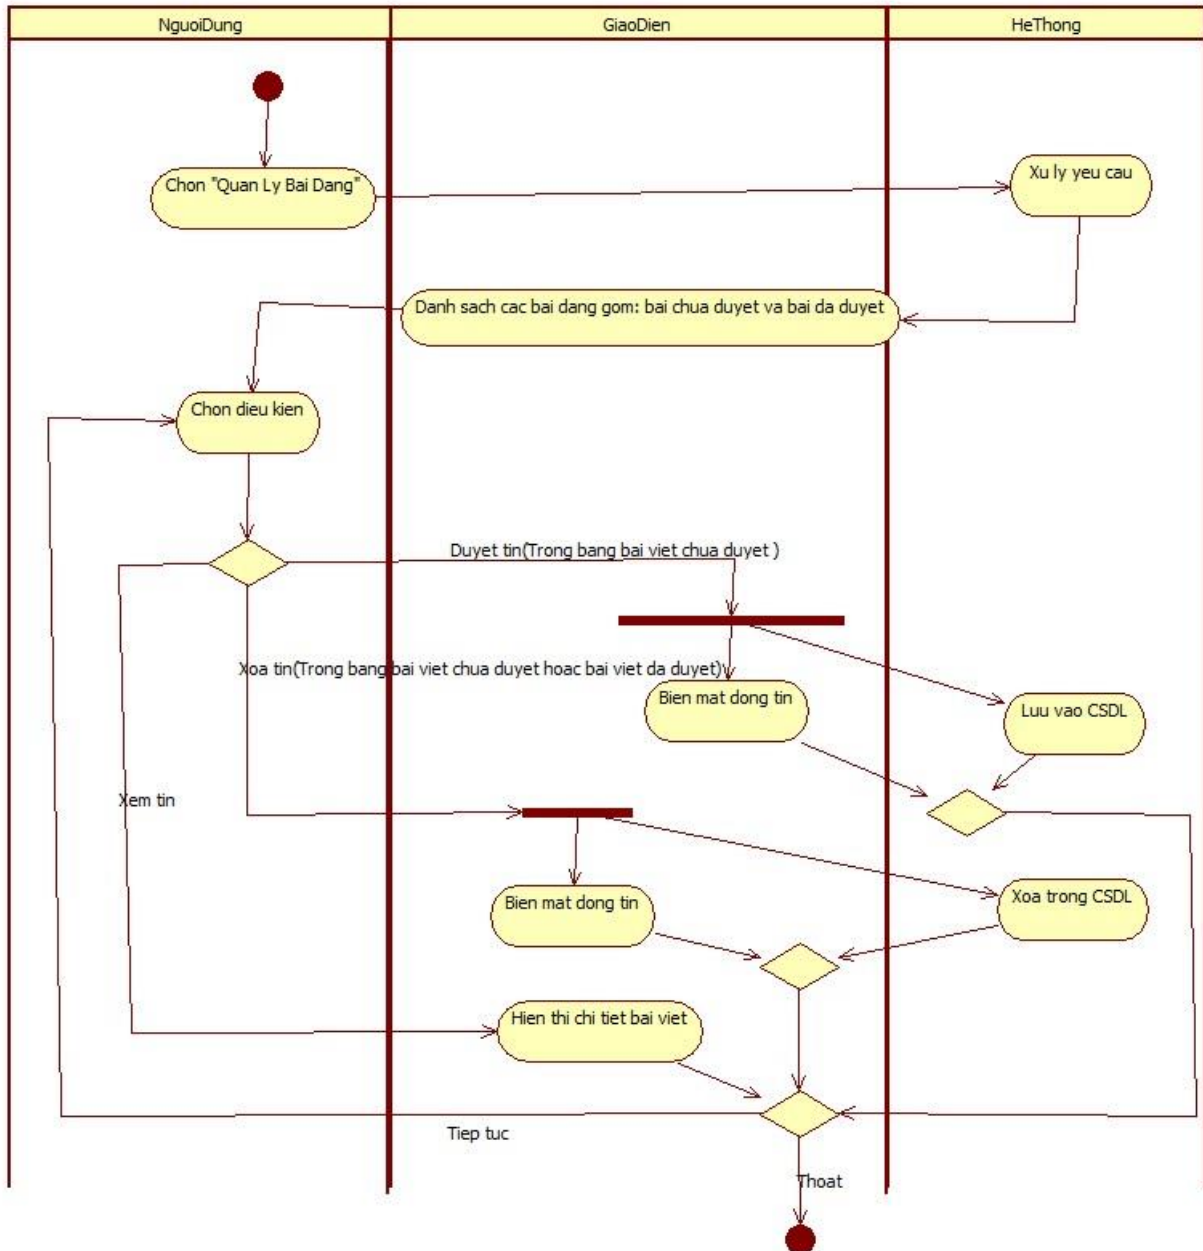 NguoiDung
GiaoDien
HeThong
Chon "Quan Ly Bai Dang"
Xu ly yeu cau
Danh sach cac bai dang gom: bai chua duyet va bai da duyet
Chon dieu kien
Duyet tin(Trong bang bai viet chua duyet )
Xoa tin(Trong bang bai viet chua duyet hoac bai viet da duyet)
Bien mat dong tin
Luu vao CSDL
Xem tin
Bien mat dong tin
Xoa trong CSDL
Hien thi chi tiet bai viet
Tiep tuc
Thoat